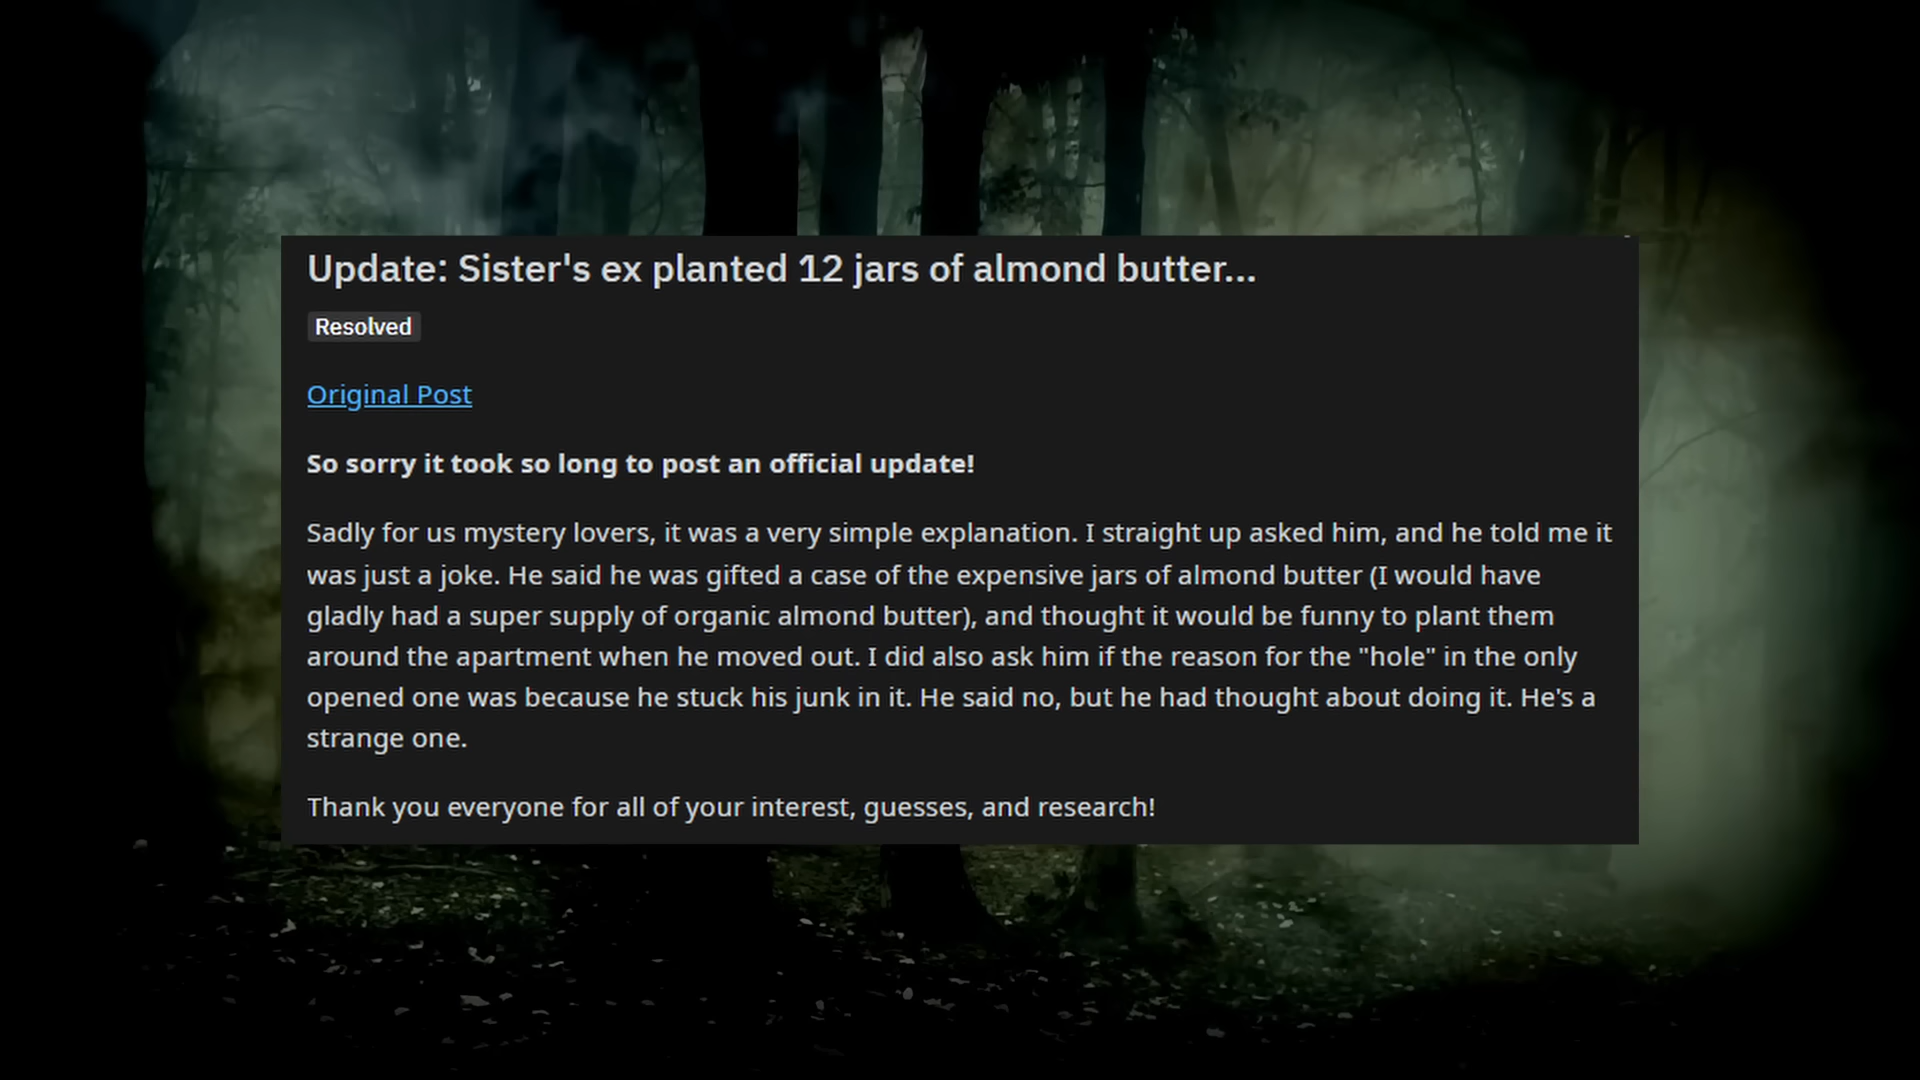 Update: Sister's ex planted 12 jars of almond butter...
Resolved
Original Post
So sorry it took so long to post an official update!
Sadly for us mystery lovers, it was a very simple explanation. I straight up asked him, and he told me it
was just a joke. He said he was gifted a case of the expensive jars of almond butter (I would have
gladly had a super supply of organic almond butter), and thought it would be funny to plant them
around the apartment when he moved out. I did also ask him if the reason for the "hole" in the only
opened one was because he stuck his junk in it. He said no, but he had thought about doing it. He's a
strange one.
Thank you everyone for all of your interest, guesses, and research!